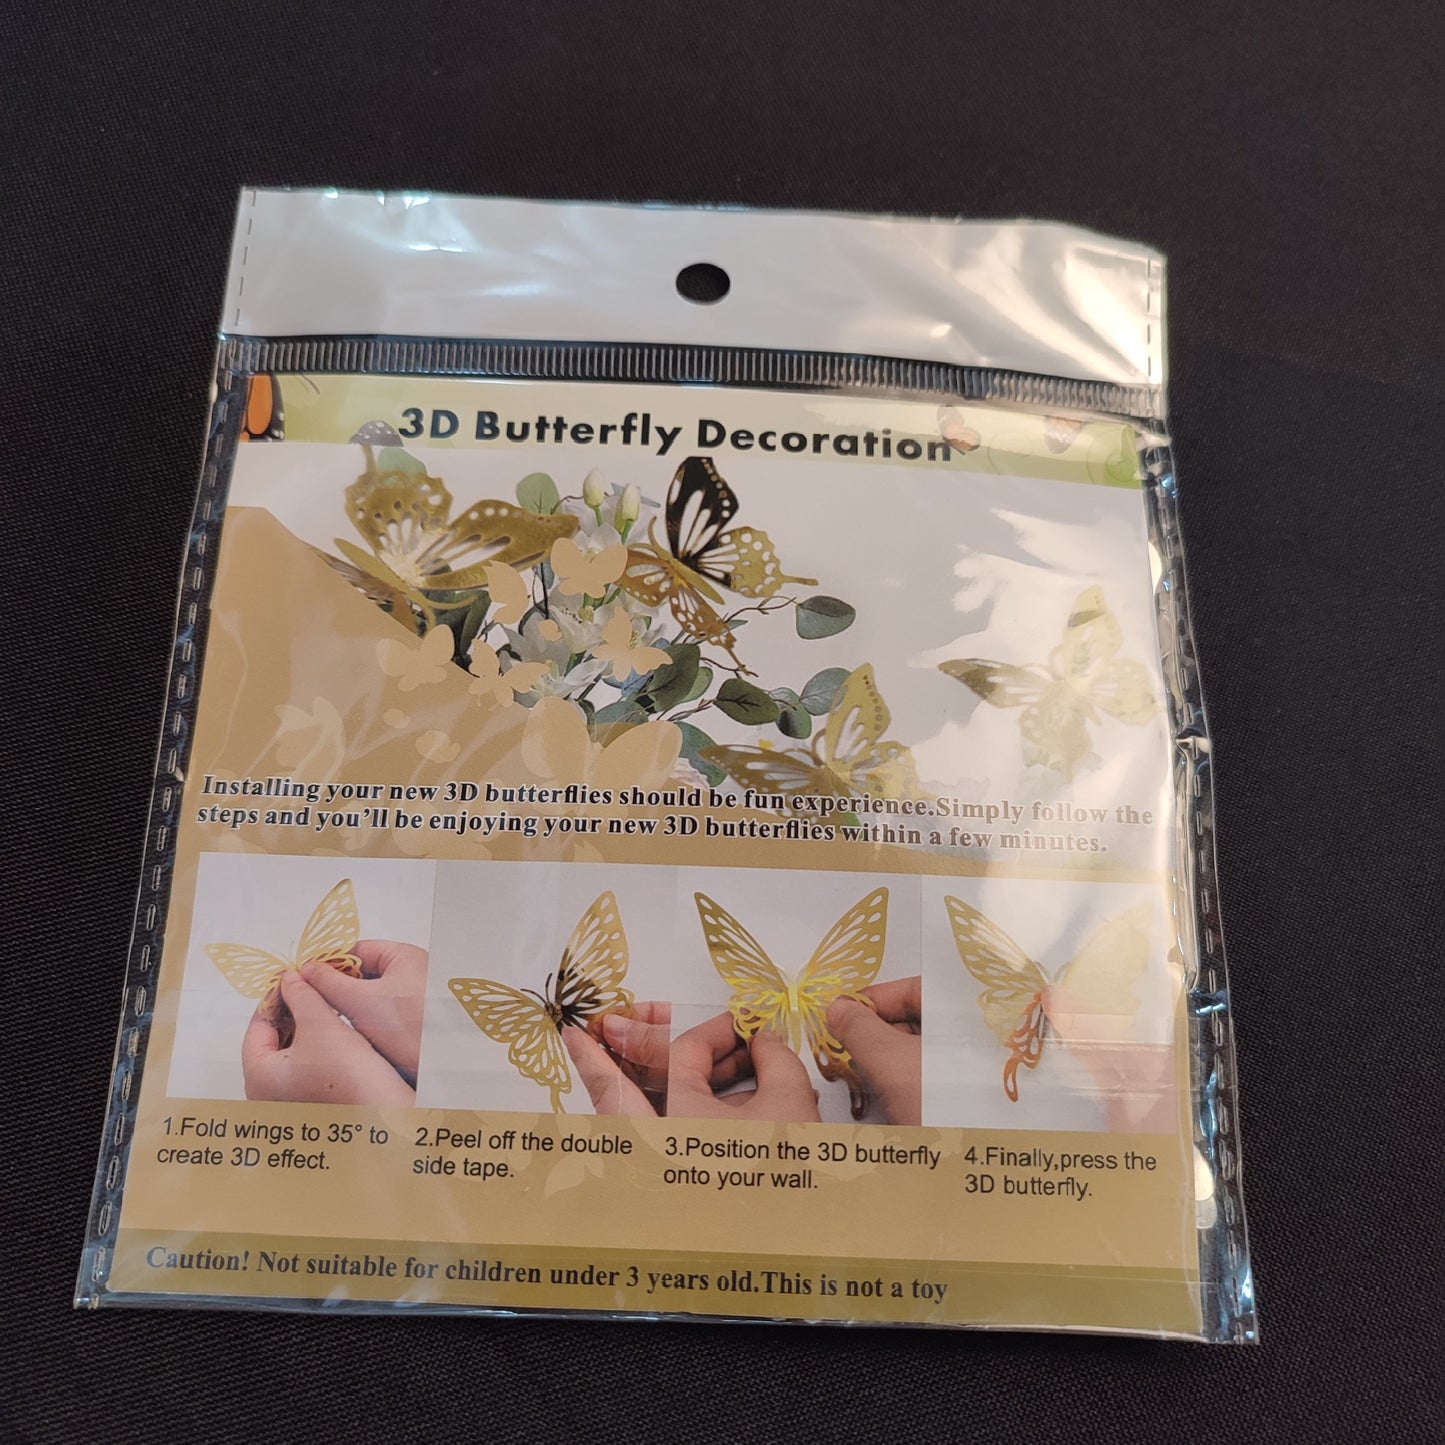 3D Butterfly Decoration
Installing your new 3D butterflies should be fun experience.Simply follow the
steps and you'll be enjoying your new 3D butterflies within a few minutes.
1.Fold wings to 35° to
create 3D effect.
2.Peel off the double
side tape.
3.Position the 3D butterfly
onto your wall.
4.Finally,press the
3D butterfly.
Caution! Not suitable for children under 3 years old.This is not a toy